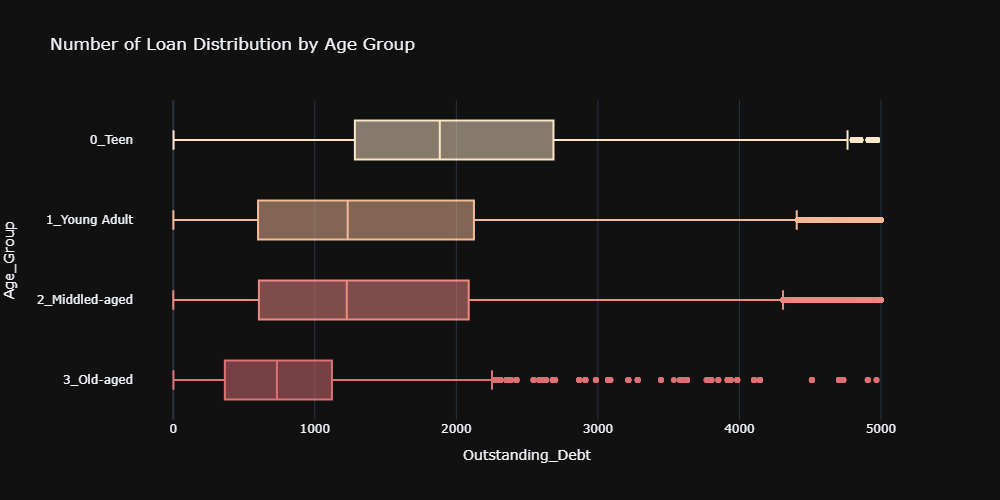 Number of Loan Distribution by Age Group
0_Teen
1_Young Adult
2_Middled-aged
3_Old-aged
Age_Group
0 1000 2000 3000 4000 5000
Outstanding_Debt